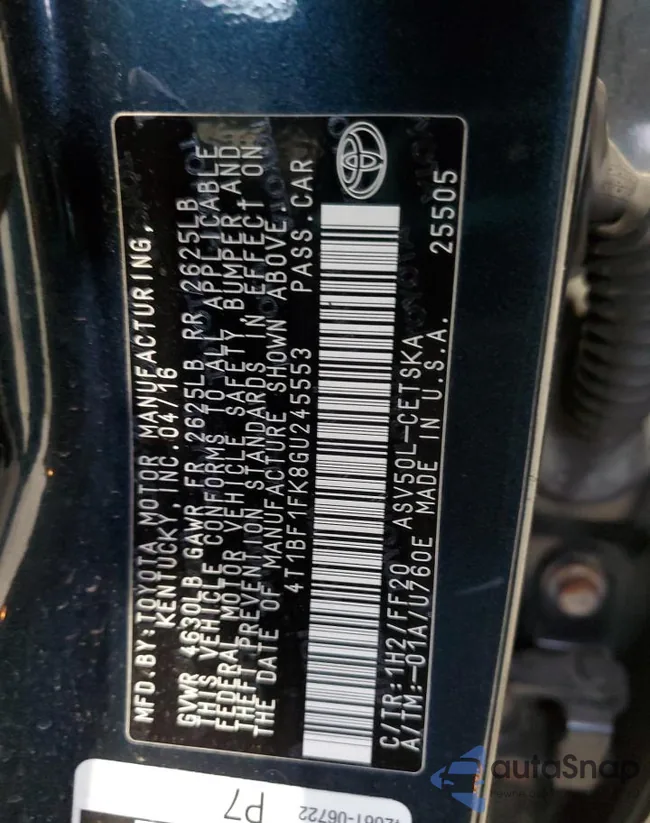 MFD.BY:TOYOTA MOTOR MANUFACTURING,
KENTUCKY, INC. 04/16
GVWR 4630LB GAWR FR 2625LB RR 2625LB
THIS VEHICLE CONFORMS TO ALL APPLICABLE
FEDERAL MOTOR VEHICLE SAFETY, BUMPER AND
THEFT PREVENTION STANDARDS IN EFFECT ON
THE DATE OF MANUFACTURE SHOWN ABOVE.
4T1BF1FK8GU245553 PASS.CAR
C/TR:1H2/FF20 ASV50L-CETSKA
A/TM:-01A/U760E MADE IN U.S.A. 25505
P7
12061-06722
autoSnap